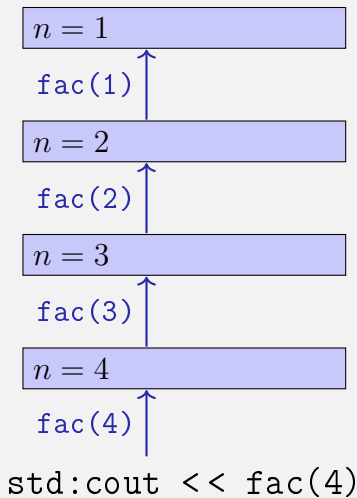 n = 1
fac(1)
n = 2
fac(2)
n = 3
fac(3)
n = 4
fac(4)
std:cout << fac(4)